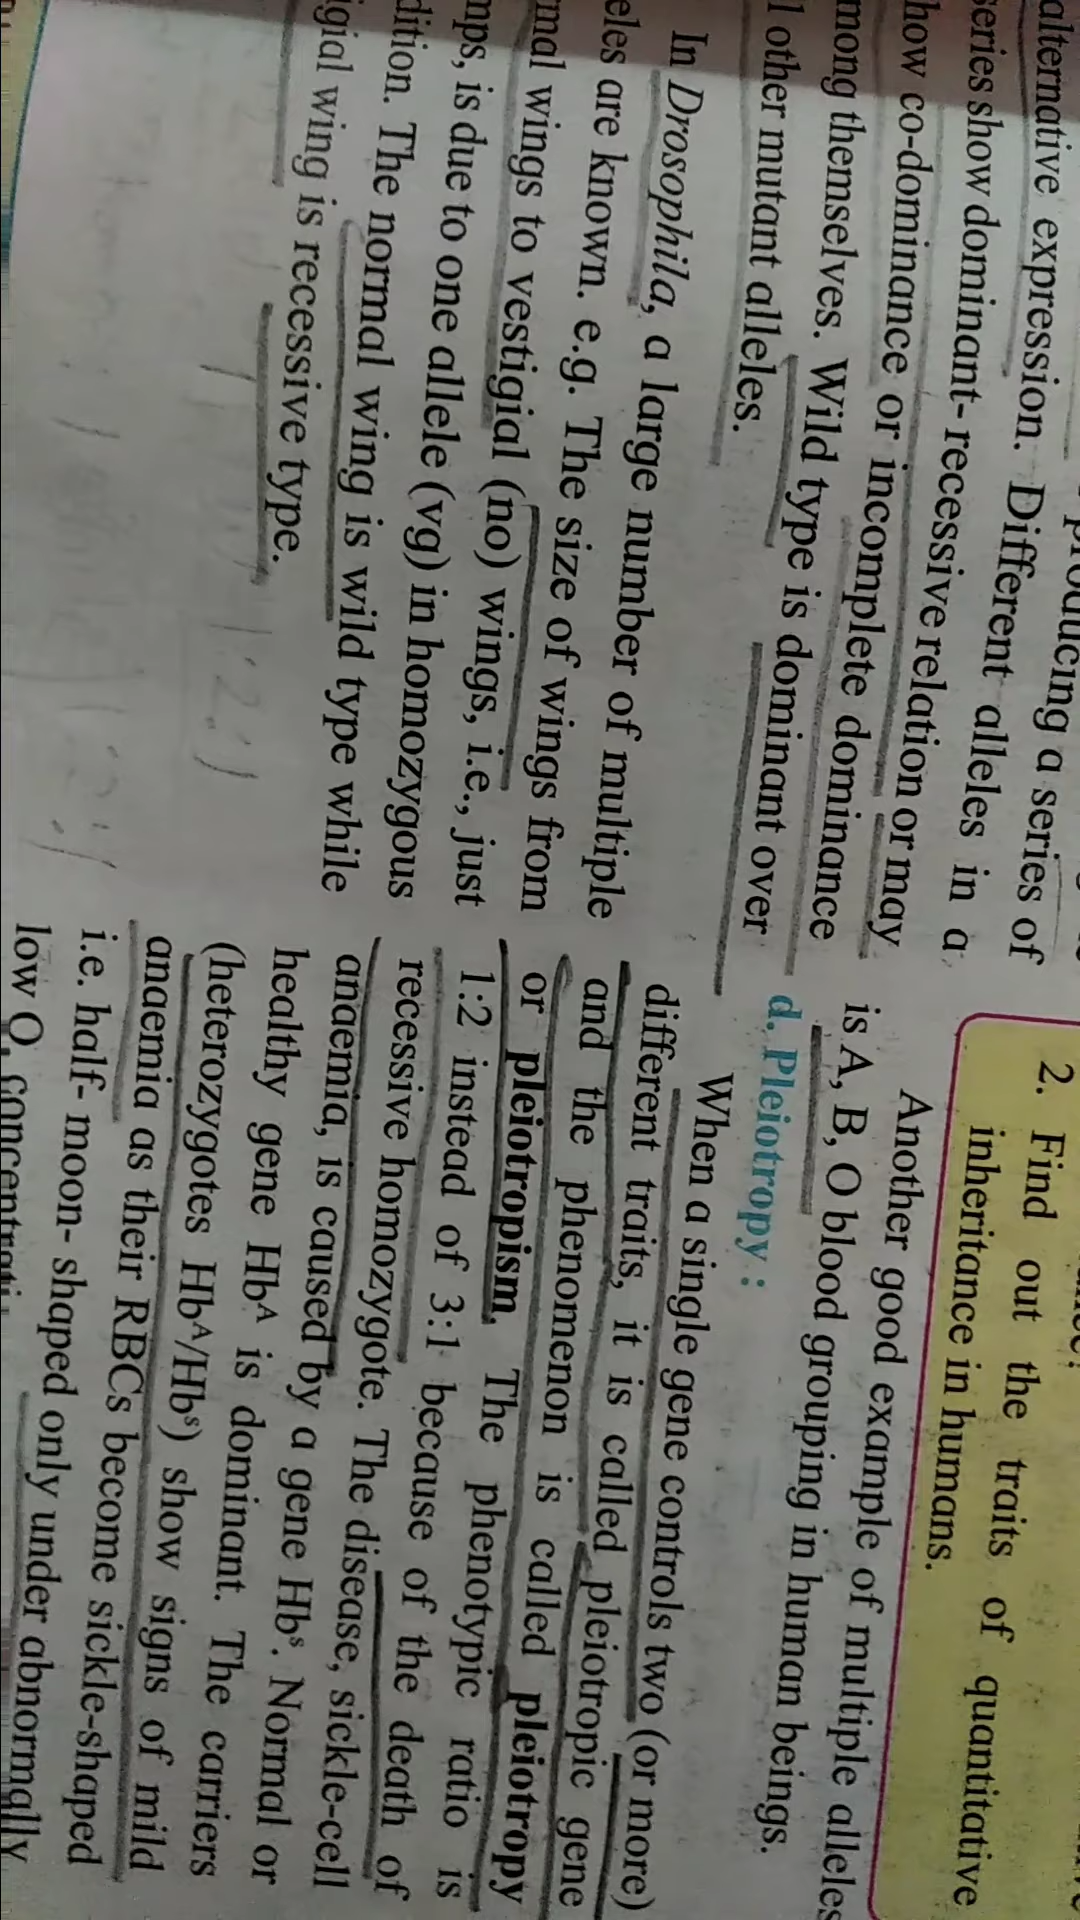 alternative expression. Different alleles in a
series show dominant- recessive relation or may
how co-dominance or incomplete dominance
mong themselves. Wild type is dominant over
l other mutant alleles.
In Drosophila, a large number of multiple
eles are known. e.g. The size of wings from
mal wings to vestigial (no) wings, i.e., just
mps, is due to one allele (vg) in homozygous
dition. The normal wing is wild type while
igial wing is recessive type.
producing a series of
2. Find out the traits of quantitative
inheritance in humans.
Another good example of multiple alleles
is A, B, O blood grouping in human beings.
d. Pleiotropy :
When a single gene controls two (or more)
different traits, it is called pleiotropic gene
and the phenomenon is called pleiotropy
or pleiotropism. The phenotypic ratio is
1:2 instead of 3:1 because of the death of
recessive homozygote. The disease, sickle-cell
anaemia, is caused by a gene Hbˢ. Normal or
healthy gene Hbᴬ is dominant. The carriers
(heterozygotes Hbᴬ/Hbˢ) show signs of mild
anaemia as their RBCs become sickle-shaped
i.e. half- moon- shaped only under abnormally
low O₂